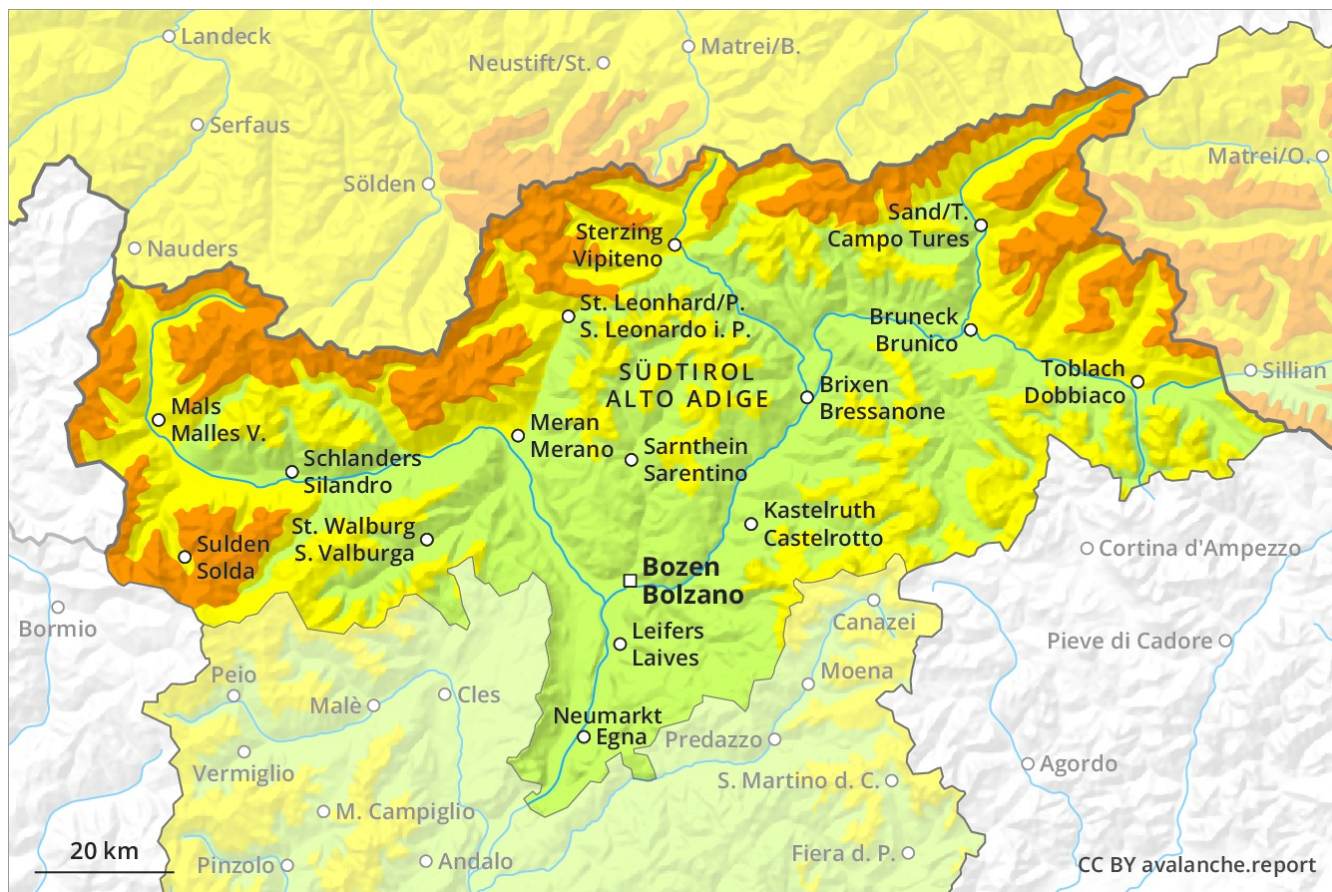 Landeck
Matrei/B.
Neustift/St.
Serfaus
Matrei/O.
Sölden
Sand/T.
Campo Tures
Nauders
Sterzing
Vipiteno
St. Leonhard/P.
S. Leonardo i. P.
Bruneck
Brunico
SÜDTIROL
ALTO ADIGE
Toblach
Dobbiaco
Sillian
Brixen
Bressanone
Mals
Malles V.
Meran
Merano
Sarnthein
Sarentino
Schlanders
Silandro
Kastelruth
Castelrotto
St. Walburg
S. Valburga
Sulden
Solda
Cortina d'Ampezzo
Bozen
Bolzano
Bormio
Canazei
Leifers
Laives
Pieve di Cadore
Peio
Moena
Malè
Cles
Neumarkt
Egna
Predazzo
Vermiglio
Agordo
S. Martino d. C.
M. Campiglio
20 km
Pinzolo
Andalo
Fiera d. P.
CC BY avalanche.report